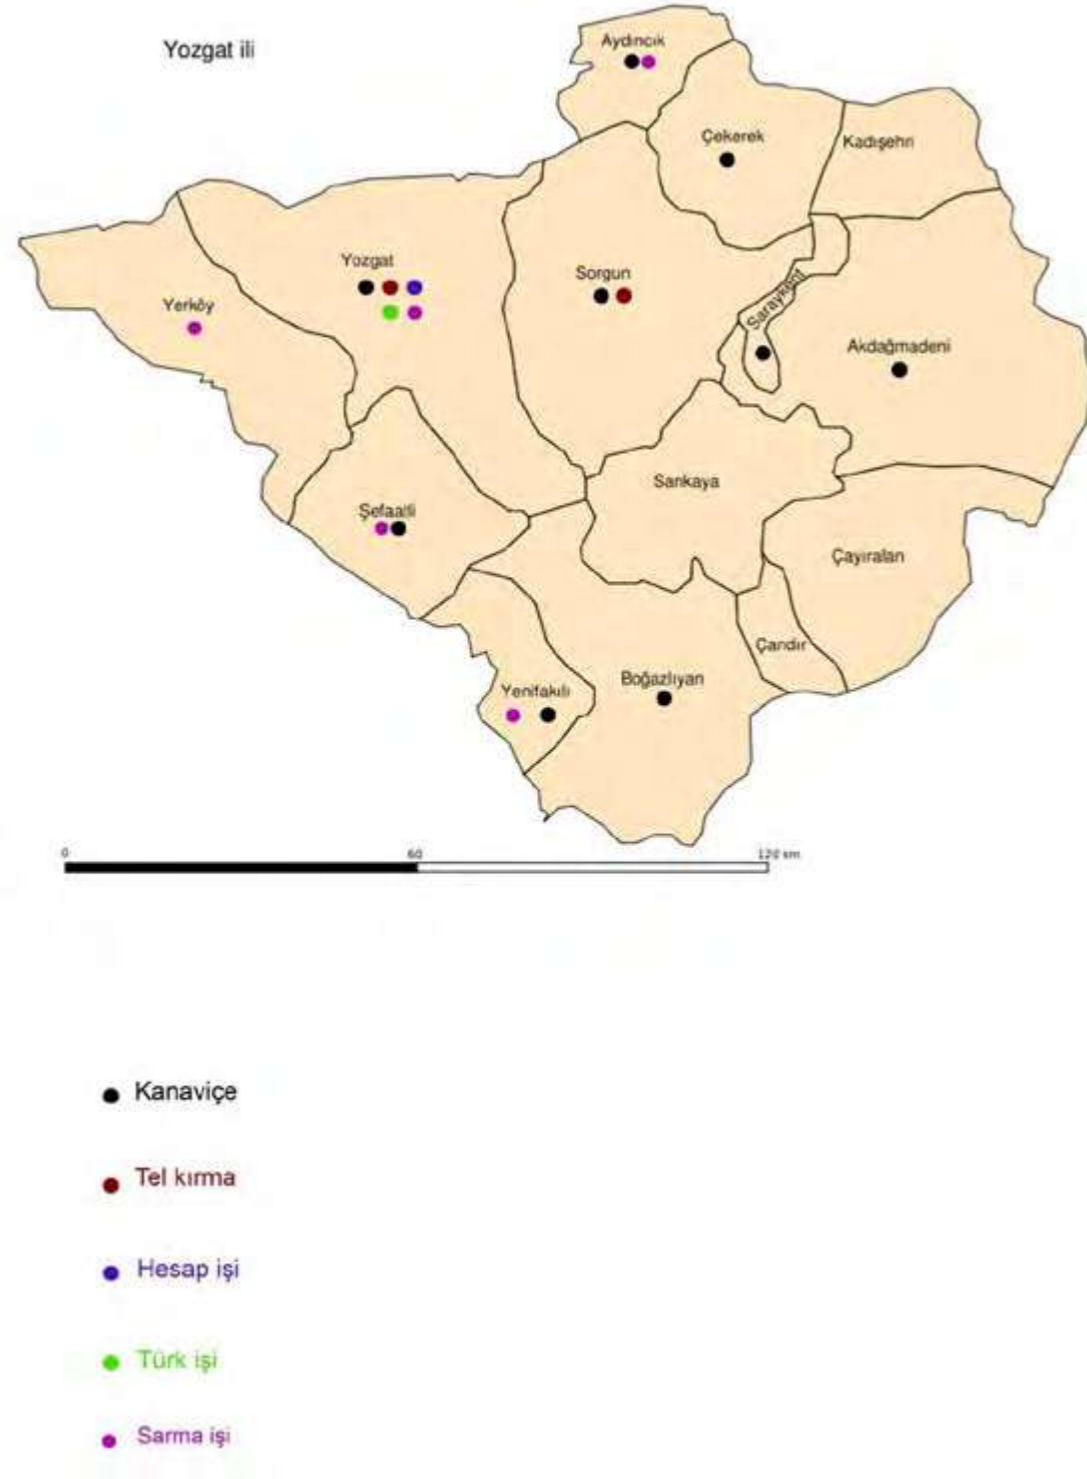 Yozgat ili
Aydıncık
Çekerek
Kadışehri
Yozgat
Sorgun
Saraykent
Yerköy
Akdağmadeni
Sarıkaya
Şefaatli
Çayıralan
Çandır
Boğazlıyan
Yenifakılı
0 60 120 km
Kanaviçe
Tel kırma
Hesap işi
Türk işi
Sarma işi